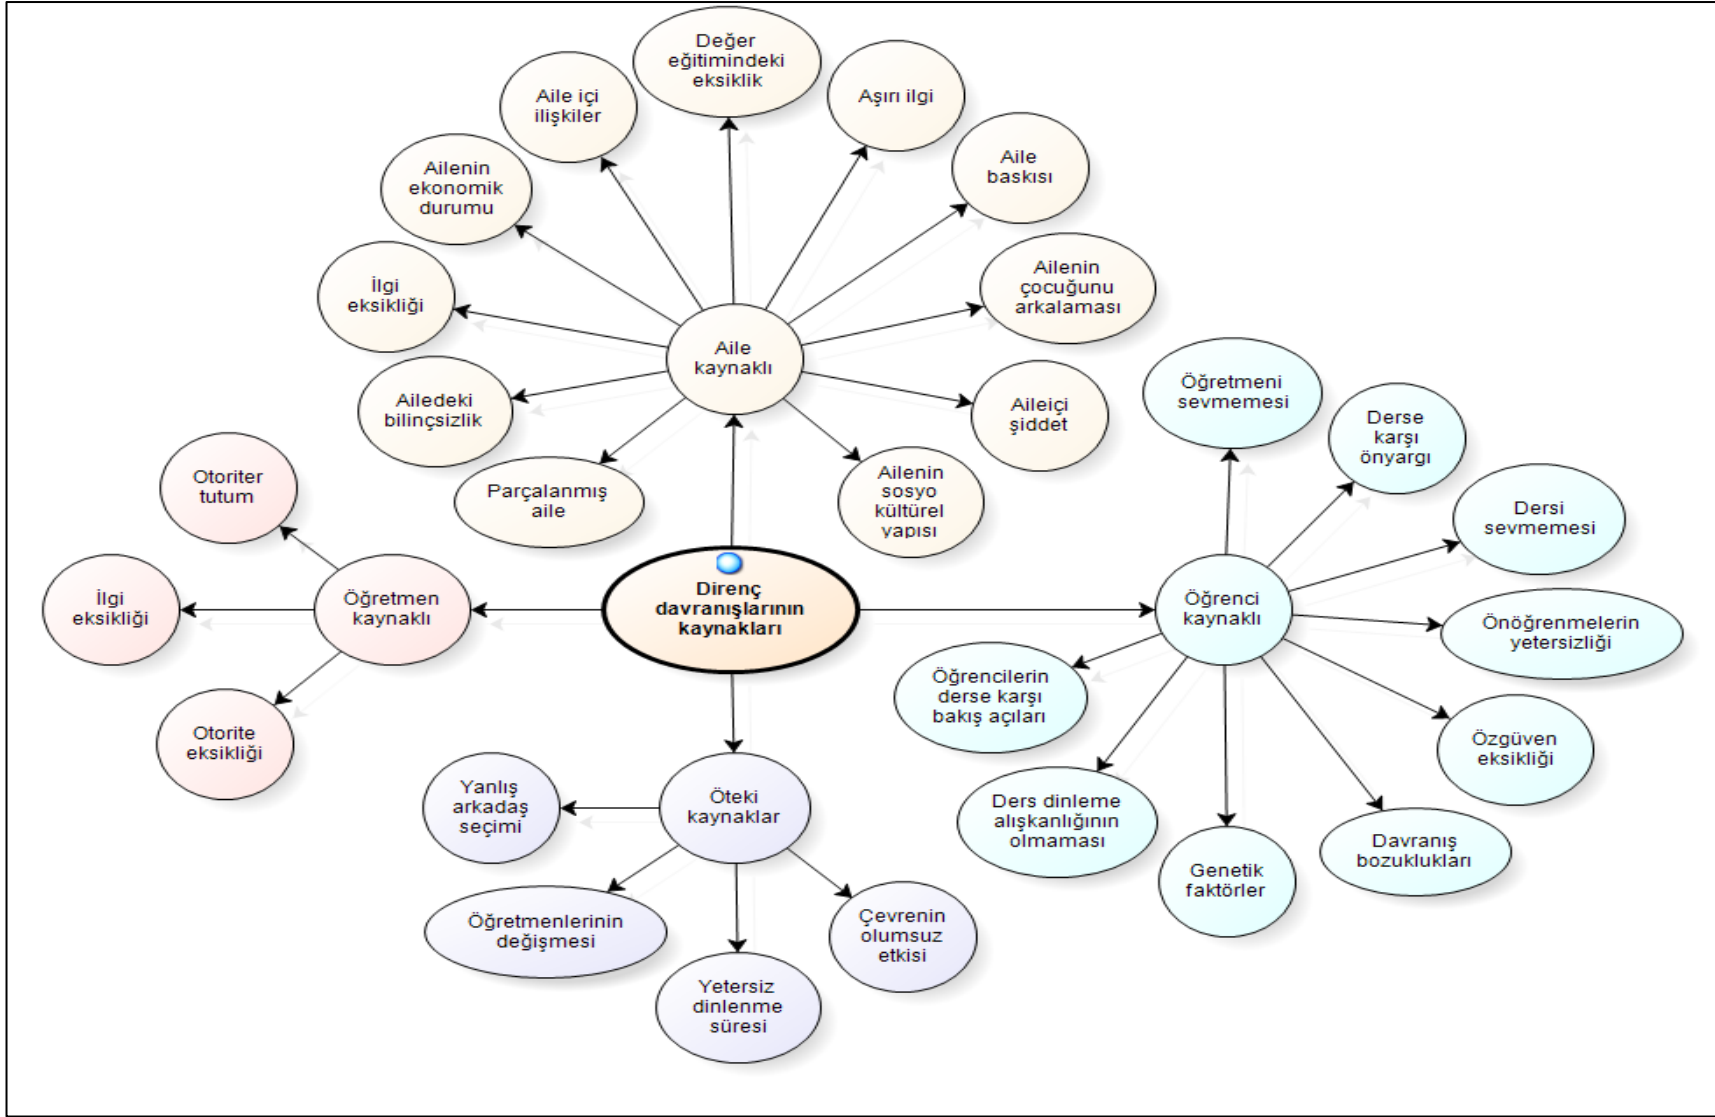 Değer
eğitimindeki
eksiklik
Aile içi
ilişkiler
Aşırı ilgi
Ailenin
ekonomik
durumu
Aile
baskısı
İlgi
eksikliği
Ailenin
çocuğunu
arkalaması
Aile
kaynaklı
Ailedeki
bilinçsizlik
Aileiçi
şiddet
Parçalanmış
aile
Ailenin
sosyo
kültürel
yapısı
Öğretmeni
sevmemesi
Derse
karşı
önyargı
Dersi
sevmemesi
Otoriter
tutum
İlgi
eksikliği
Öğretmen
kaynaklı
Direnç
davranışlarının
kaynakları
Öğrenci
kaynaklı
Önöğrenmelerin
yetersizliği
Öğrencilerin
derse karşı
bakış açıları
Otorite
eksikliği
Özgüven
eksikliği
Yanlış
arkadaş
seçimi
Öteki
kaynaklar
Ders dinleme
alışkanlığının
olmaması
Davranış
bozuklukları
Genetik
faktörler
Öğretmenlerinin
değişmesi
Çevrenin
olumsuz
etkisi
Yetersiz
dinlenme
süresi